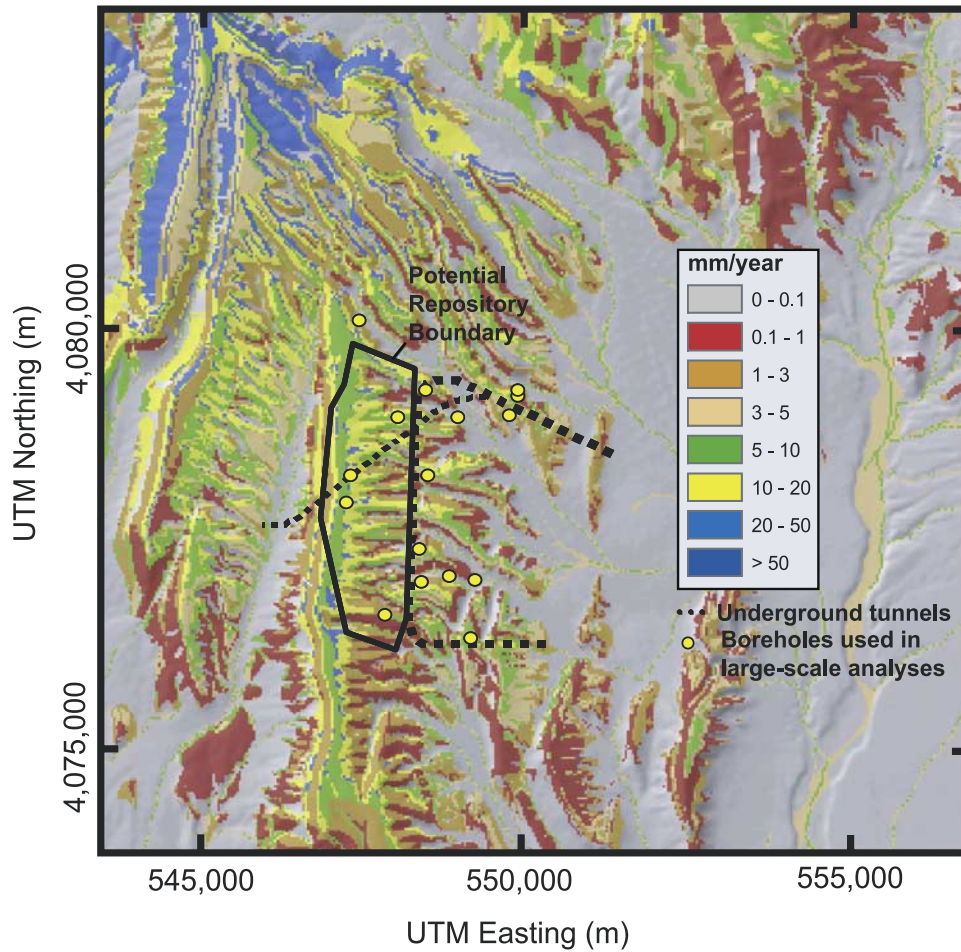 Potential
Repository
Boundary
mm/year
0 - 0.1
0.1 - 1
1 - 3
3 - 5
5 - 10
10 - 20
20 - 50
> 50
Underground tunnels
Boreholes used in
large-scale analyses
UTM Northing (m)
4,080,000
4,075,000
545,000
550,000
555,000
UTM Easting (m)